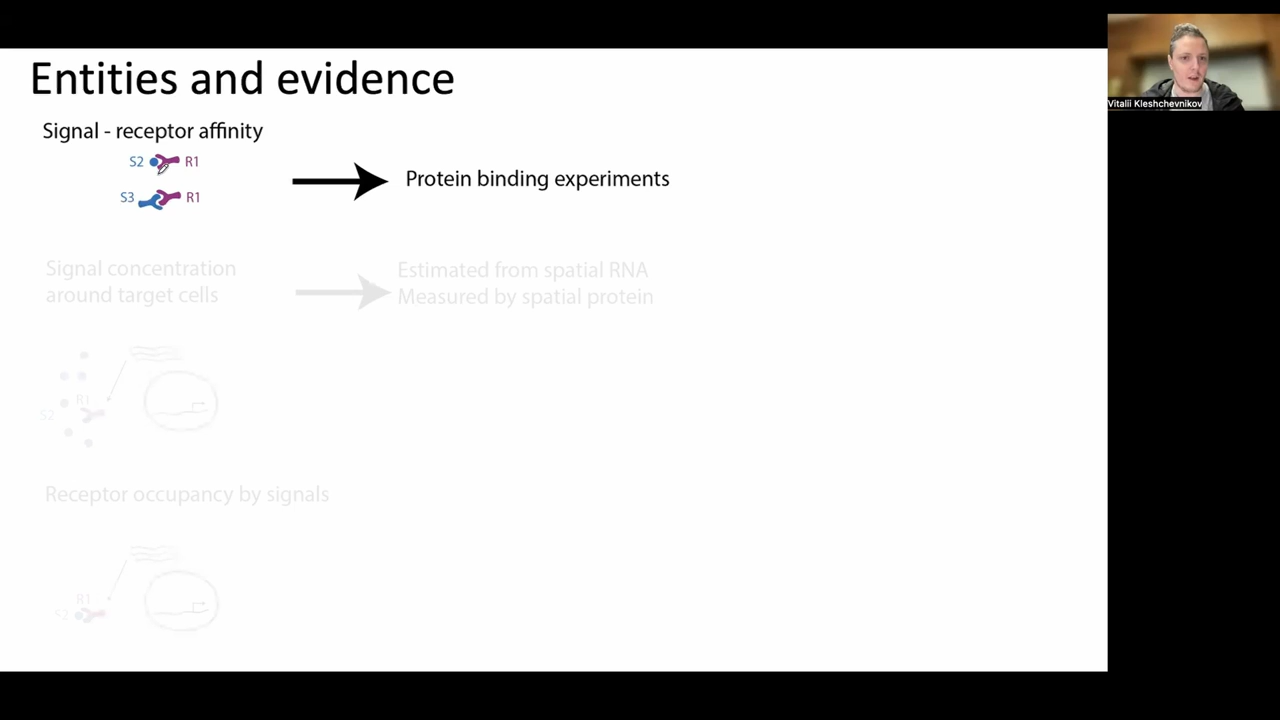 Entities and evidence
Signal - receptor affinity
S2 R1
S3 R1
Protein binding experiments
Signal concentration
around target cells
Estimated from spatial RNA
Measured by spatial protein
R1
S2
Receptor occupancy by signals
R1
S2
Vitalii Kleshchevnikov